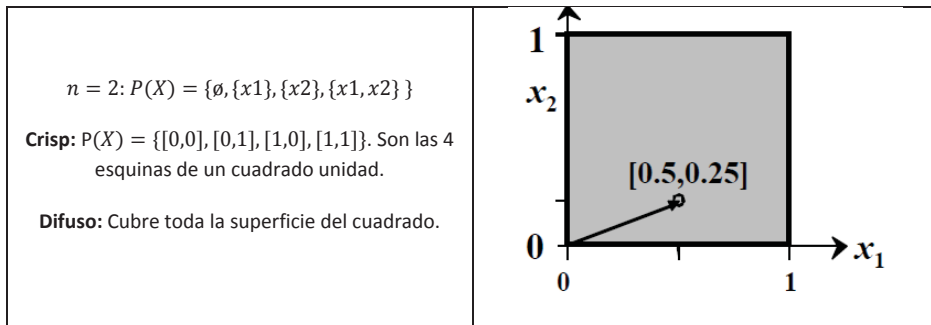 n = 2: P(X) = {ø, {x1}, {x2}, {x1, x2} }
Crisp: P(X) = {[0,0], [0,1], [1,0], [1,1]}. Son las 4
esquinas de un cuadrado unidad.
Difuso: Cubre toda la superficie del cuadrado.
1
x₂
[0.5,0.25]
0
x₁
0
1